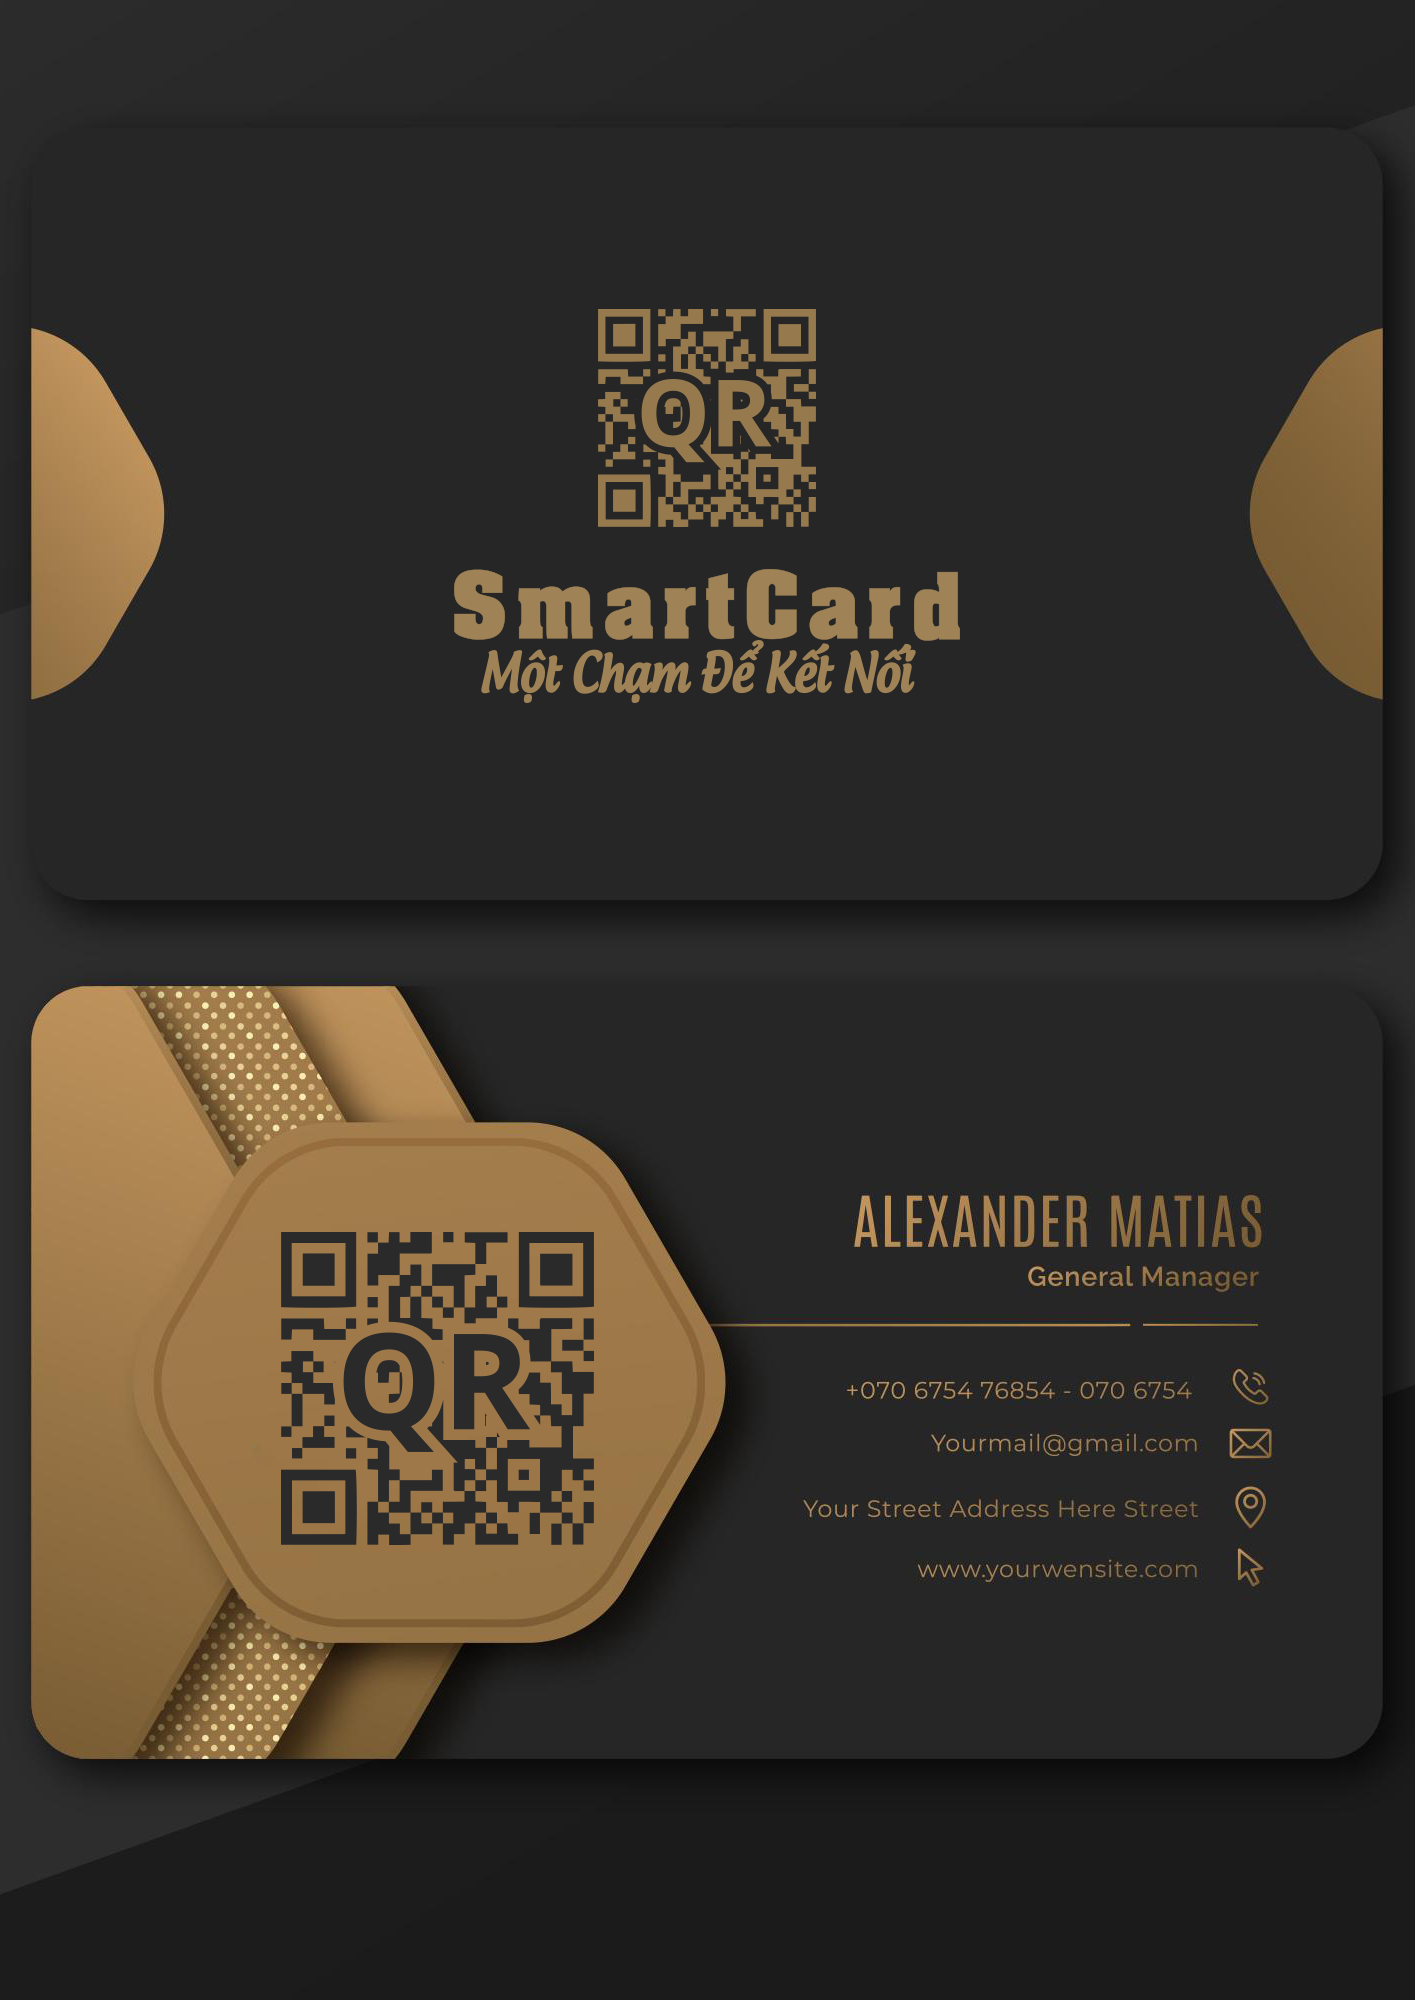 QR
SmartCard
Một Chạm Để Kết Nối
QR
ALEXANDER MATIAS
General Manager
+070 6754 76854 - 070 6754
Yourmail@gmail.com
Your Street Address Here Street
www.yourwensite.com